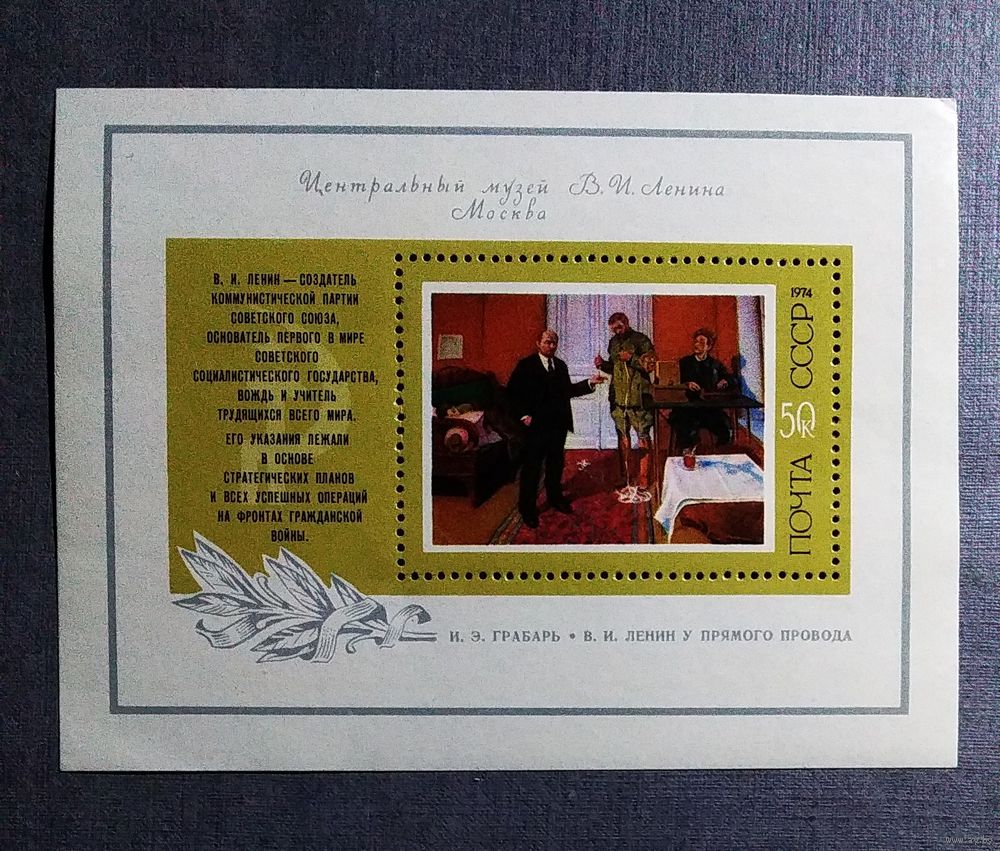 Центральный музей В. И. Ленина
Москва
В. И. ЛЕНИН — СОЗДАТЕЛЬ
КОММУНИСТИЧЕСКОЙ ПАРТИИ
СОВЕТСКОГО СОЮЗА,
ОСНОВАТЕЛЬ ПЕРВОГО В МИРЕ
СОВЕТСКОГО
СОЦИАЛИСТИЧЕСКОГО ГОСУДАРСТВА,
ВОЖДЬ И УЧИТЕЛЬ
ТРУДЯЩИХСЯ ВСЕГО МИРА.
ЕГО УКАЗАНИЯ ЛЕЖАЛИ
В ОСНОВЕ
СТРАТЕГИЧЕСКИХ ПЛАНОВ
И ВСЕХ УСПЕШНЫХ ОПЕРАЦИЙ
НА ФРОНТАХ ГРАЖДАНСКОЙ
ВОЙНЫ.
1974
50 К
ПОЧТА СССР
И. Э. ГРАБАРЬ • В. И. ЛЕНИН У ПРЯМОГО ПРОВОДА